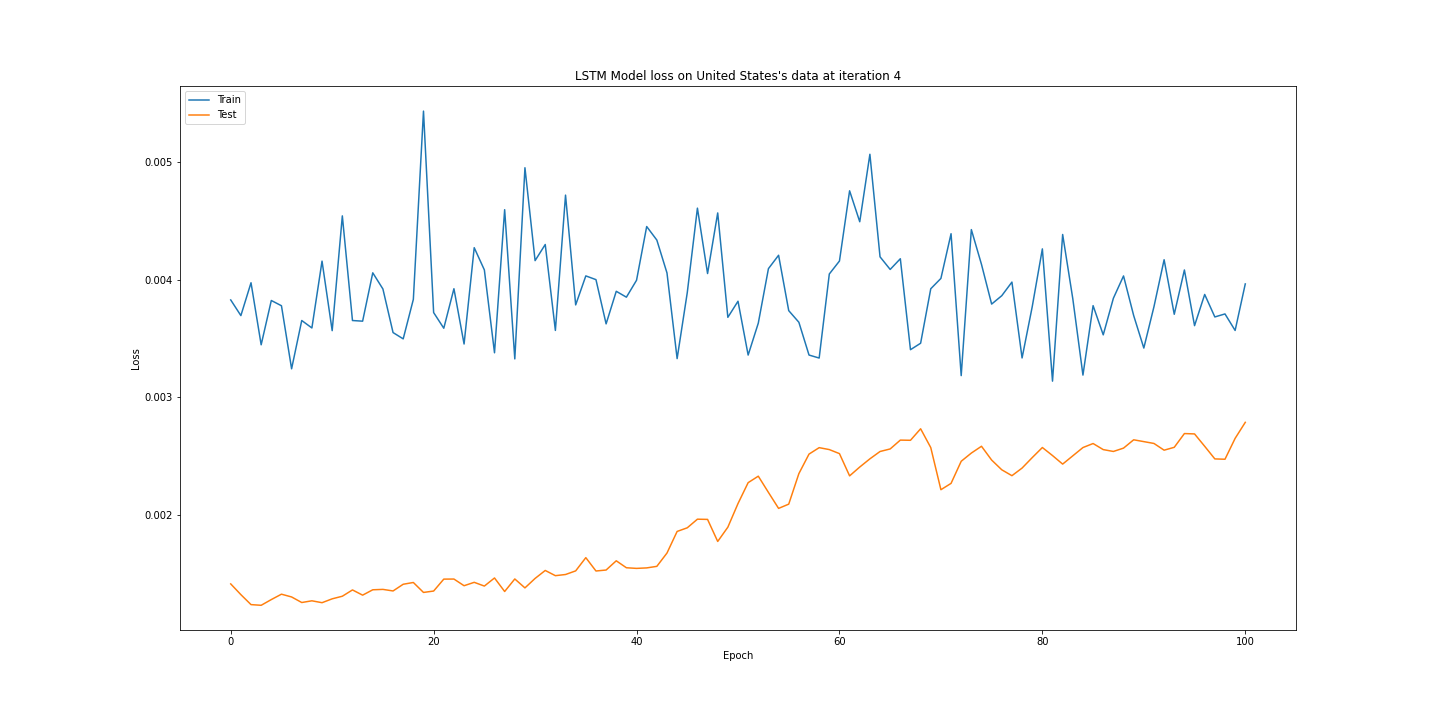 LSTM Model loss on United States's data at iteration 4
Train
Test
0.005
0.004
0.003
0.002
Loss
0 20 40 60 80 100
Epoch